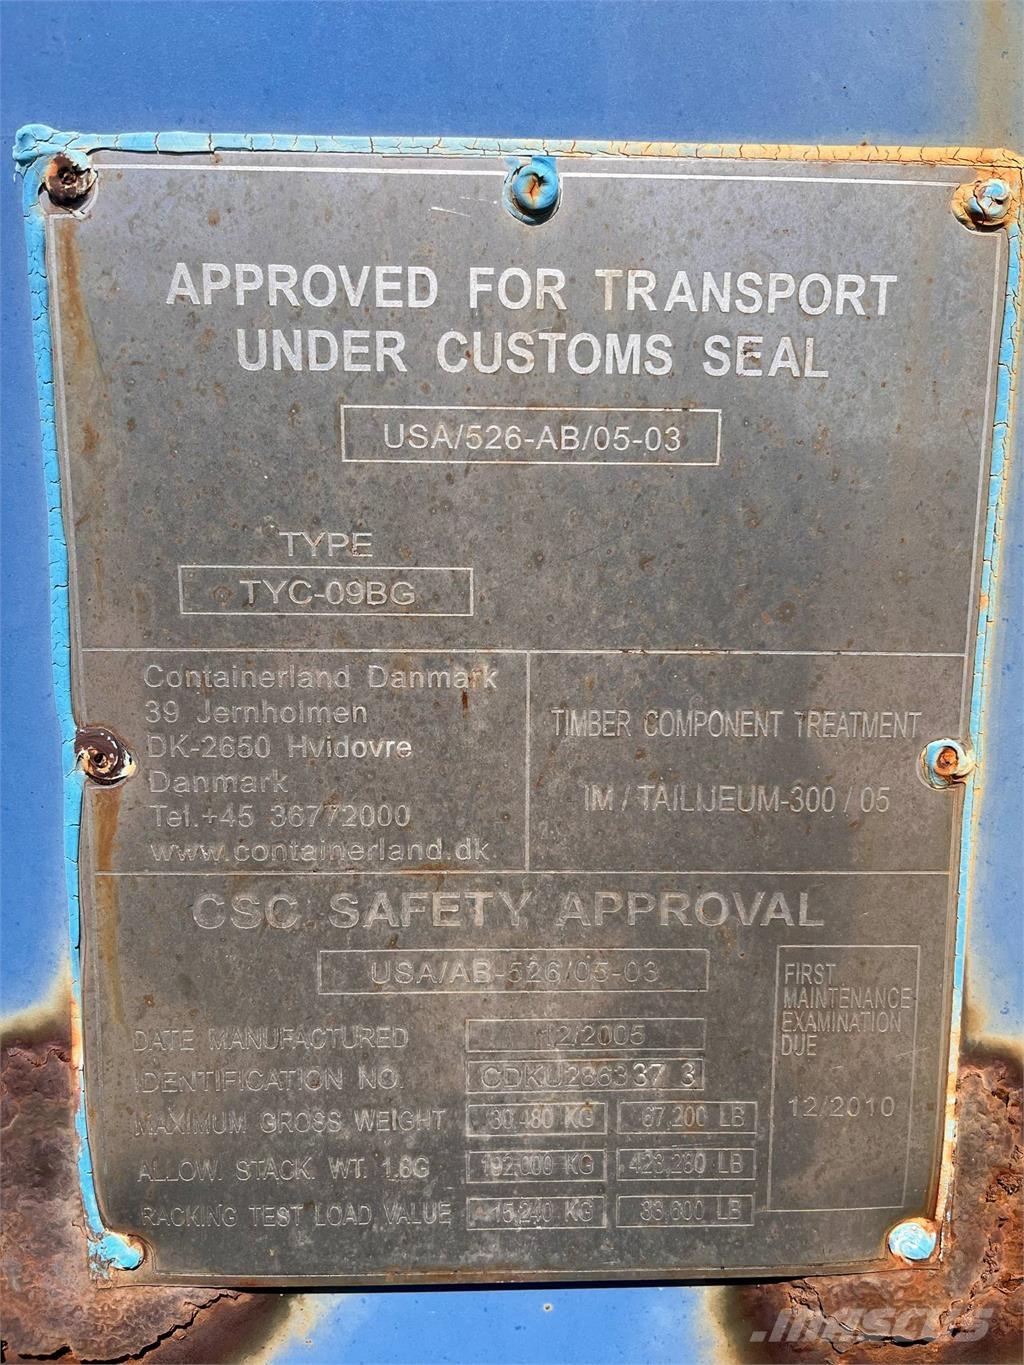 APPROVED FOR TRANSPORT
UNDER CUSTOMS SEAL
USA/526-AB/05-03
TYPE
TYC-09BG
Containerland Danmark
39 Jernholmen
DK-2650 Hvidovre
Danmark
Tel.+45 36772000
www.containerland.dk
TIMBER COMPONENT TREATMENT
IM / TAILIJEUM-300 / 05
CSC SAFETY APPROVAL
USA/AB-526/05-03
DATE MANUFACTURED 12/2005
IDENTIFICATION NO. CDKU286337 3
MAXIMUM GROSS WEIGHT 30,480 KG 67,200 LB
ALLOW. STACK. WT. 1.8G 192,000 KG LB
RACKING TEST LOAD VALUE 15,240 KG 33,600 LB
FIRST
MAINTENANCE
EXAMINATION
DUE
12/2010
MASCUS